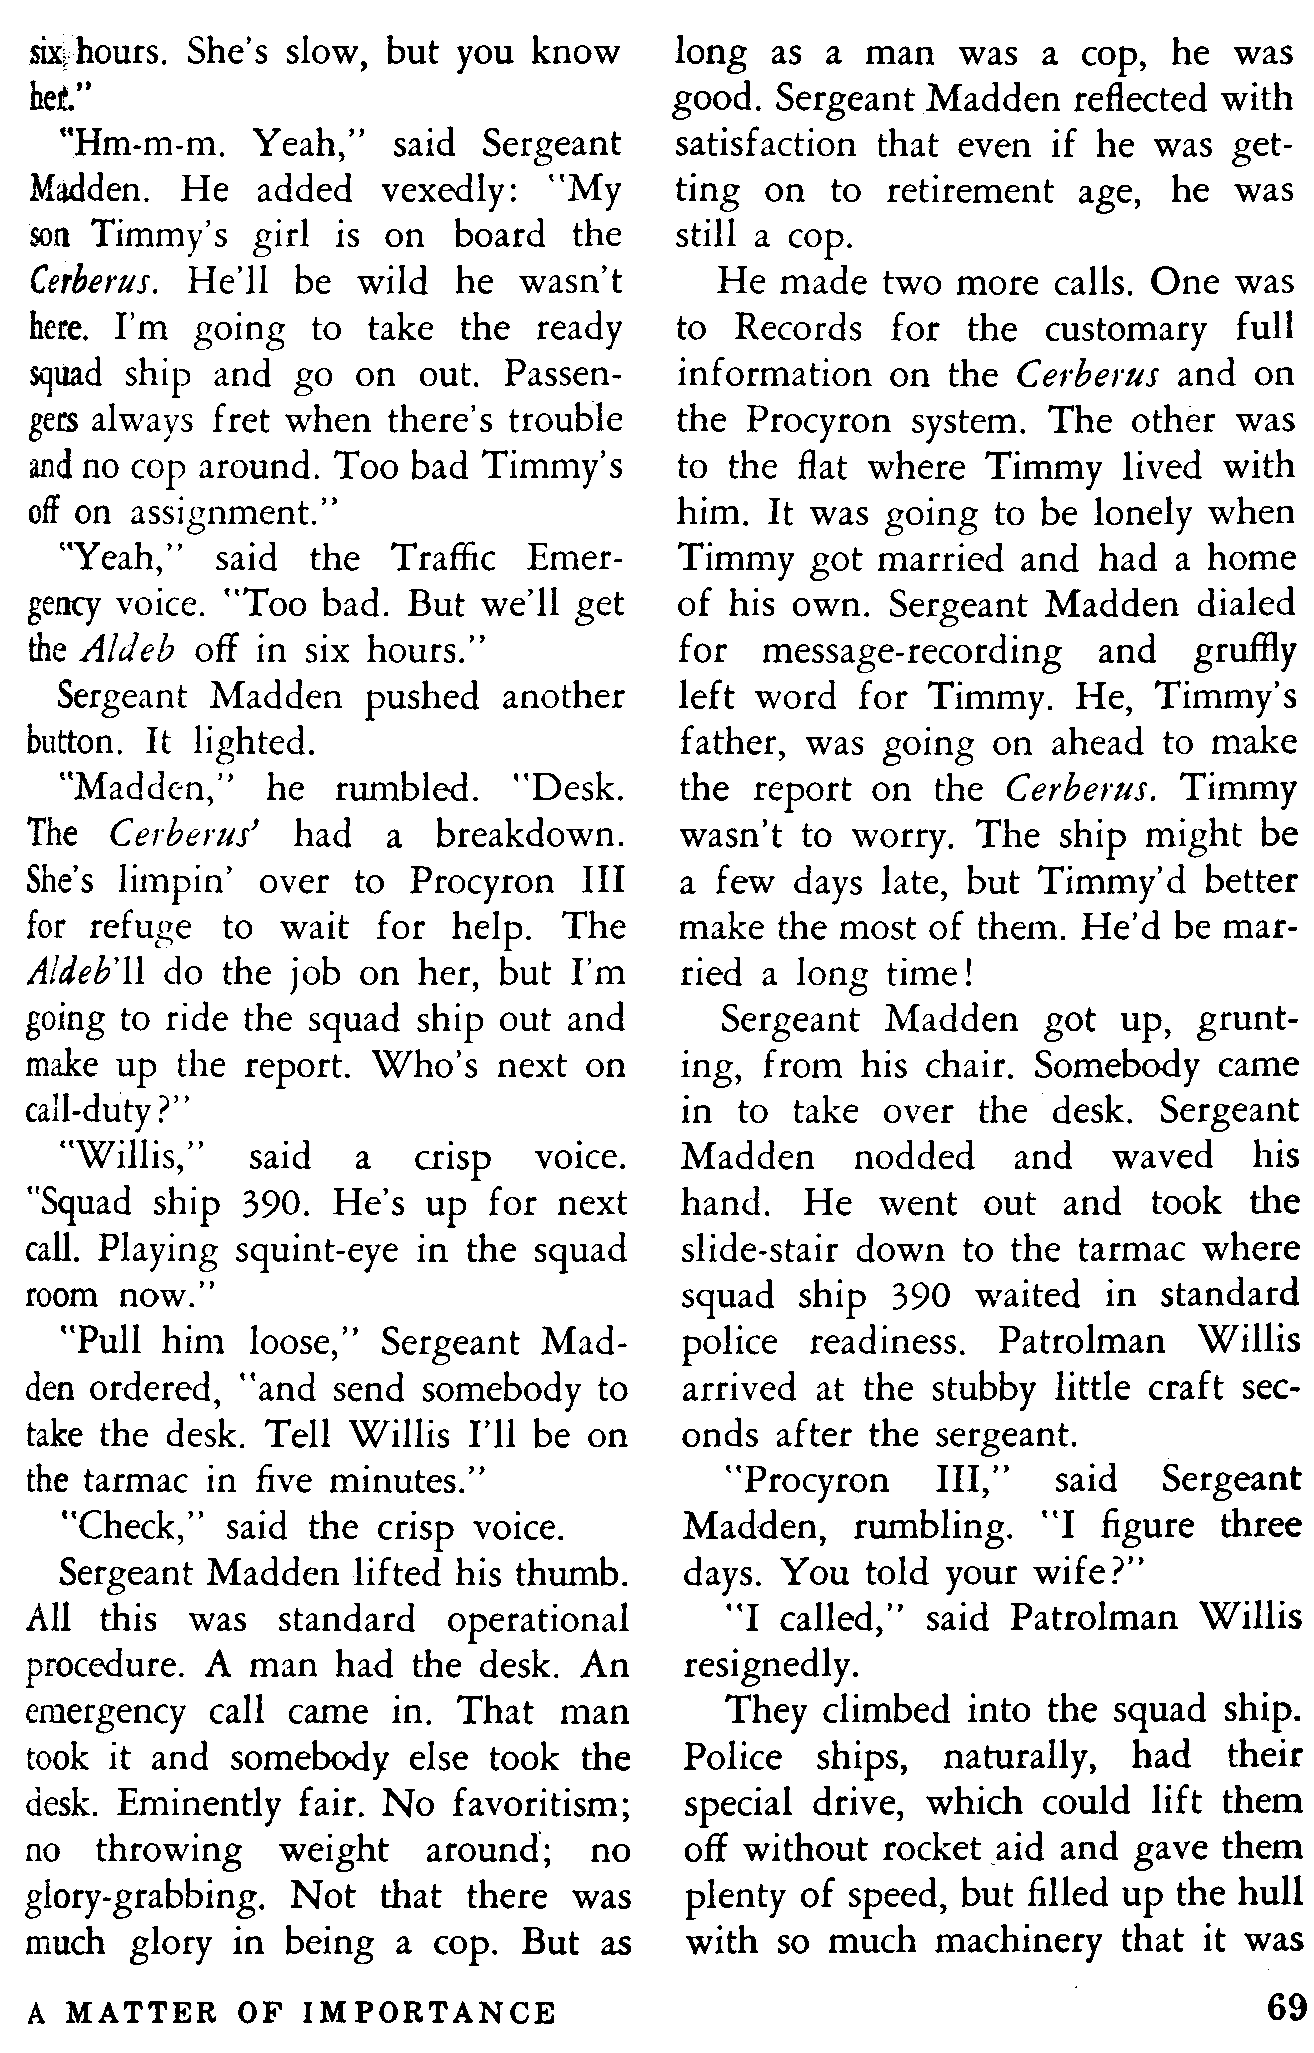 six hours. She's slow, but you know
her."
"Hm-m-m. Yeah," said Sergeant
Madden. He added vexedly: "My
son Timmy's girl is on board the
Cerberus. He'll be wild he wasn't
here. I'm going to take the ready
squad ship and go on out. Passen-
gers always fret when there's trouble
and no cop around. Too bad Timmy's
off on assignment."
"Yeah," said the Traffic Emer-
gency voice. "Too bad. But we'll get
the Aldeb off in six hours."
Sergeant Madden pushed another
button. It lighted.
"Madden," he rumbled. "Desk.
The Cerberus' had a breakdown.
She's limpin' over to Procyron III
for refuge to wait for help. The
Aldeb'll do the job on her, but I'm
going to ride the squad ship out and
make up the report. Who's next on
call-duty?"
"Willis," said a crisp voice.
"Squad ship 390. He's up for next
call. Playing squint-eye in the squad
room now."
"Pull him loose," Sergeant Mad-
den ordered, "and send somebody to
take the desk. Tell Willis I'll be on
the tarmac in five minutes."
"Check," said the crisp voice.
Sergeant Madden lifted his thumb.
All this was standard operational
procedure. A man had the desk. An
emergency call came in. That man
took it and somebody else took the
desk. Eminently fair. No favoritism;
no throwing weight around; no
glory-grabbing. Not that there was
much glory in being a cop. But as
long as a man was a cop, he was
good. Sergeant Madden reflected with
satisfaction that even if he was get-
ting on to retirement age, he was
still a cop.
He made two more calls. One was
to Records for the customary full
information on the Cerberus and on
the Procyron system. The other was
to the flat where Timmy lived with
him. It was going to be lonely when
Timmy got married and had a home
of his own. Sergeant Madden dialed
for message-recording and gruffly
left word for Timmy. He, Timmy's
father, was going on ahead to make
the report on the Cerberus. Timmy
wasn't to worry. The ship might be
a few days late, but Timmy'd better
make the most of them. He'd be mar-
ried a long time!
Sergeant Madden got up, grunt-
ing, from his chair. Somebody came
in to take over the desk. Sergeant
Madden nodded and waved his
hand. He went out and took the
slide-stair down to the tarmac where
squad ship 390 waited in standard
police readiness. Patrolman Willis
arrived at the stubby little craft sec-
onds after the sergeant.
"Procyron III," said Sergeant
Madden, rumbling. "I figure three
days. You told your wife?"
"I called," said Patrolman Willis
resignedly.
They climbed into the squad ship.
Police ships, naturally, had their
special drive, which could lift them
off without rocket aid and gave them
plenty of speed, but filled up the hull
with so much machinery that it was
A MATTER OF IMPORTANCE
69